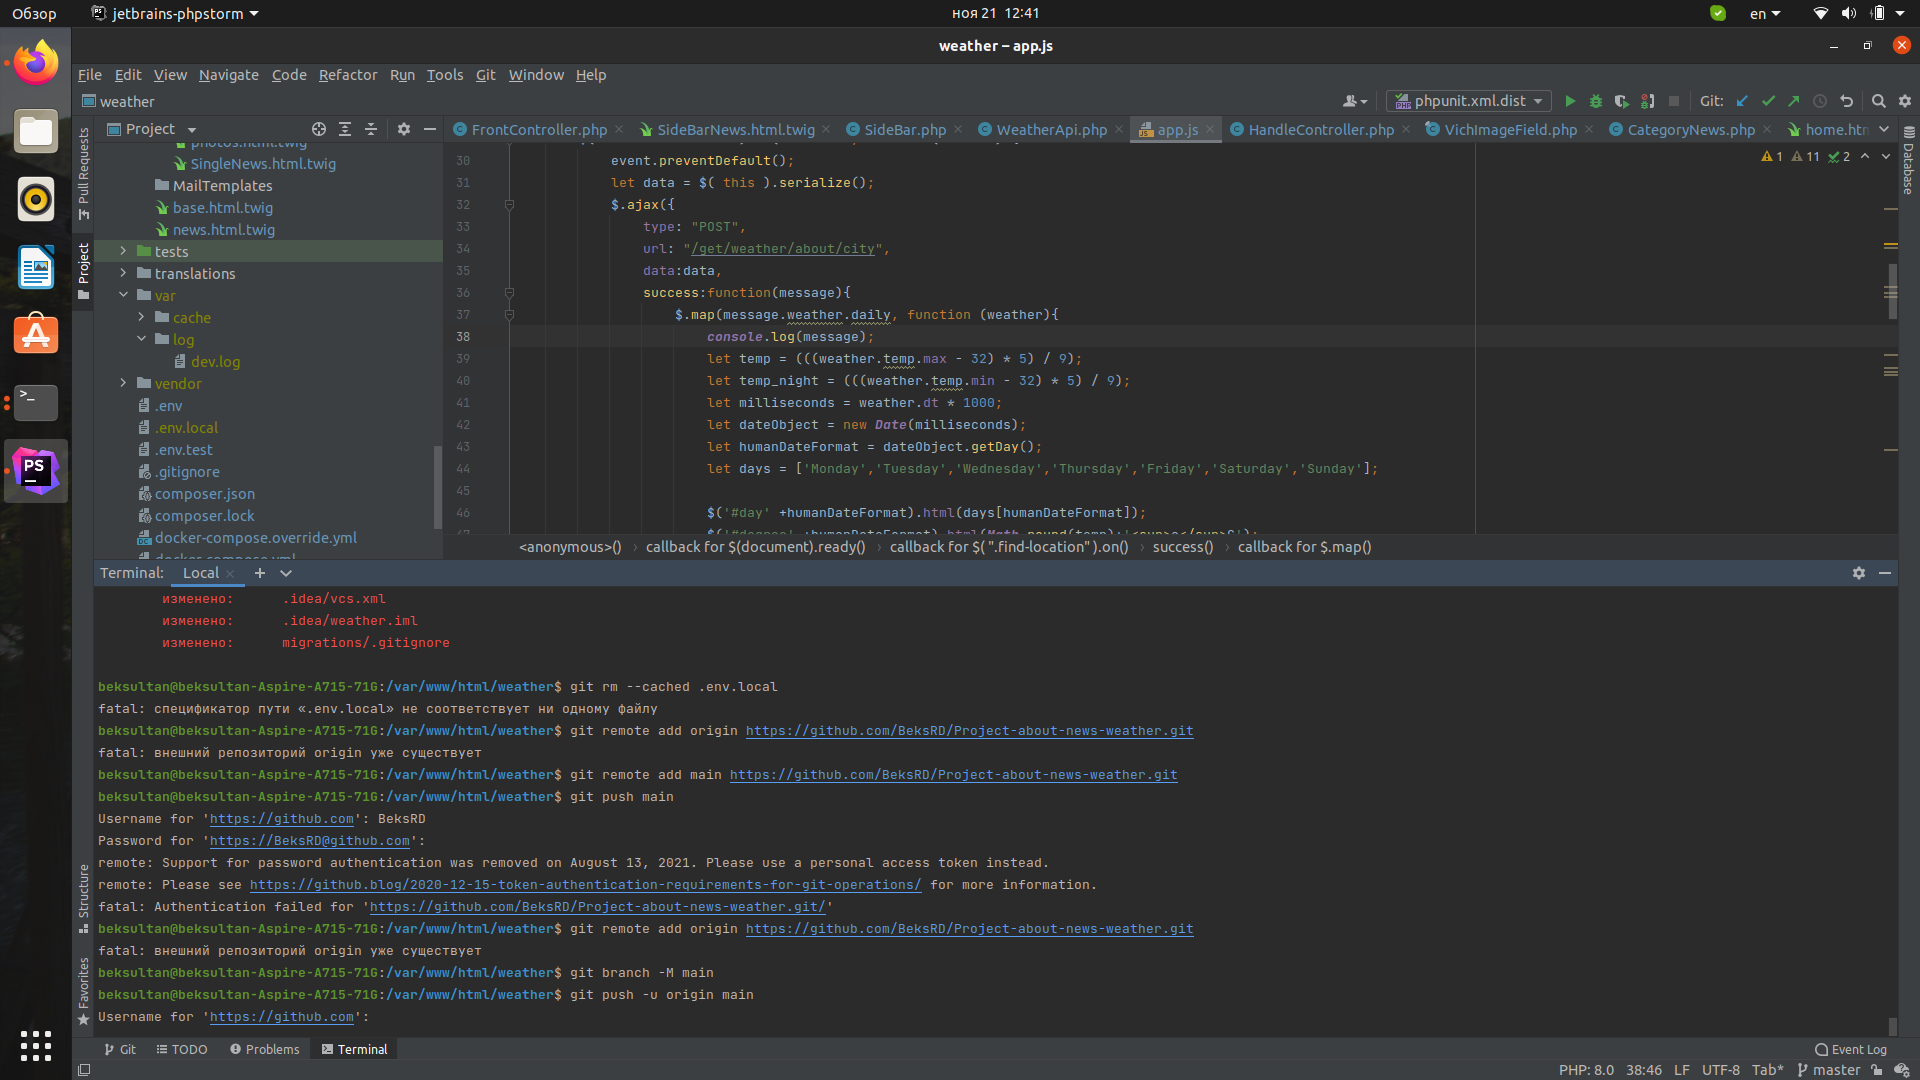 Обзор
jetbrains-phpstorm
ноя 21 12:41
en
weather – app.js
File Edit View Navigate Code Refactor Run Tools Git Window Help
weather
phpunit.xml.dist
Git:
Project
FrontController.php
SideBarNews.html.twig
SideBar.php
WeatherApi.php
app.js
HandleController.php
VichImageField.php
CategoryNews.php
home.htm
Pull Requests
Project
Structure
Favorites
Database
photos.html.twig
SingleNews.html.twig
MailTemplates
base.html.twig
news.html.twig
tests
translations
var
cache
log
dev.log
vendor
.env
.env.local
.env.test
.gitignore
composer.json
composer.lock
docker-compose.override.yml
docker-compose.yml
1 11 2
30 event.preventDefault();
31 let data = $( this ).serialize();
32 $.ajax({
33 type: "POST",
34 url: "/get/weather/about/city",
35 data:data,
36 success:function(message){
37 $.map(message.weather.daily, function (weather){
38 console.log(message);
39 let temp = (((weather.temp.max - 32) * 5) / 9);
40 let temp_night = (((weather.temp.min - 32) * 5) / 9);
41 let milliseconds = weather.dt * 1000;
42 let dateObject = new Date(milliseconds);
43 let humanDateFormat = dateObject.getDay();
44 let days = ['Monday','Tuesday','Wednesday','Thursday','Friday','Saturday','Sunday'];
45
46 $('#day' +humanDateFormat).html(days[humanDateFormat]);
<anonymous>() › callback for $(document).ready() › callback for $( ".find-location" ).on() › success() › callback for $.map()
Terminal: Local
изменено: .idea/vcs.xml
изменено: .idea/weather.iml
изменено: migrations/.gitignore
beksultan@beksultan-Aspire-A715-71G:/var/www/html/weather$ git rm --cached .env.local
fatal: спецификатор пути «.env.local» не соответствует ни одному файлу
beksultan@beksultan-Aspire-A715-71G:/var/www/html/weather$ git remote add origin https://github.com/BeksRD/Project-about-news-weather.git
fatal: внешний репозиторий origin уже существует
beksultan@beksultan-Aspire-A715-71G:/var/www/html/weather$ git remote add main https://github.com/BeksRD/Project-about-news-weather.git
beksultan@beksultan-Aspire-A715-71G:/var/www/html/weather$ git push main
Username for 'https://github.com': BeksRD
Password for 'https://BeksRD@github.com':
remote: Support for password authentication was removed on August 13, 2021. Please use a personal access token instead.
remote: Please see https://github.blog/2020-12-15-token-authentication-requirements-for-git-operations/ for more information.
fatal: Authentication failed for 'https://github.com/BeksRD/Project-about-news-weather.git/'
beksultan@beksultan-Aspire-A715-71G:/var/www/html/weather$ git remote add origin https://github.com/BeksRD/Project-about-news-weather.git
fatal: внешний репозиторий origin уже существует
beksultan@beksultan-Aspire-A715-71G:/var/www/html/weather$ git branch -M main
beksultan@beksultan-Aspire-A715-71G:/var/www/html/weather$ git push -u origin main
Username for 'https://github.com':
Git TODO Problems Terminal
Event Log
PHP: 8.0 38:46 LF UTF-8 Tab* master